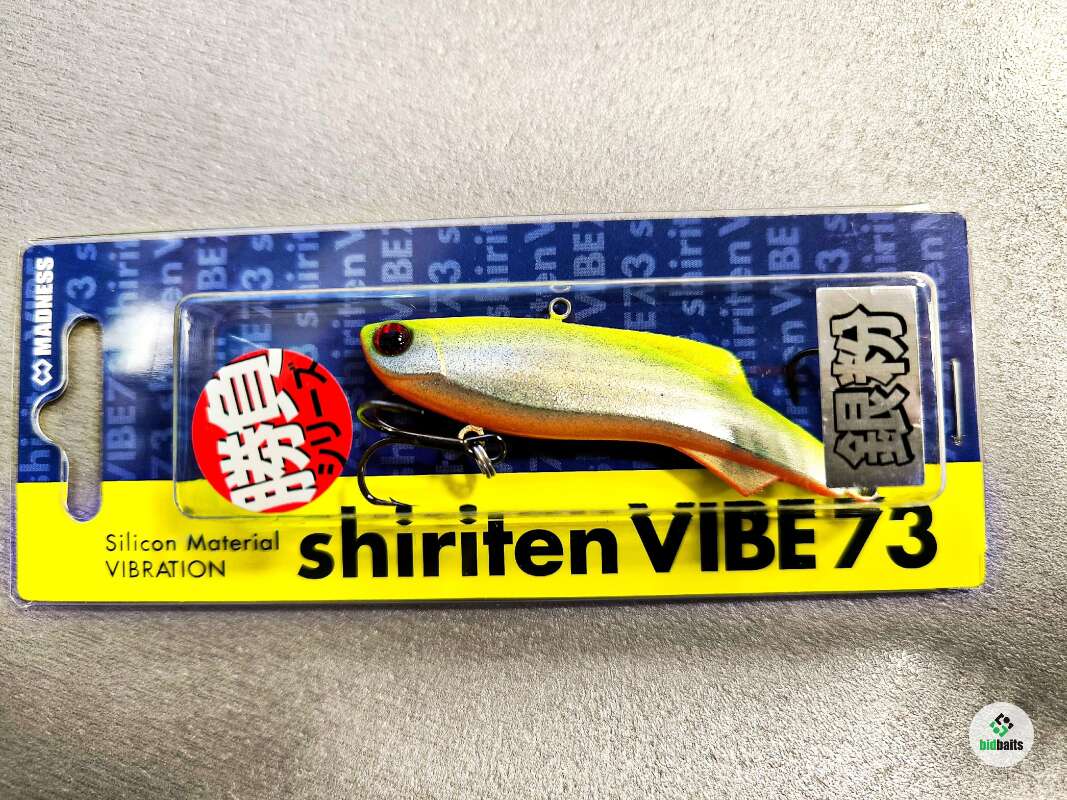 MADNESS
勝負
シリーズ
銀粉
Silicon Material
VIBRATION
shiriten VIBE 73
bidbaits